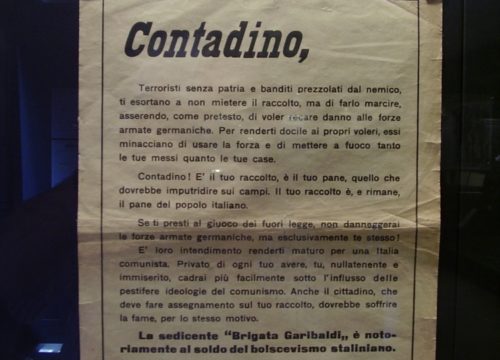 Contadino,
Terroristi senza patria e banditi prezzolati dal nemico,
ti esortano a non mietere il raccolto, ma di farlo marcire,
asserendo, come pretesto, di voler recare danno alle forze
armate germaniche. Per renderti docile ai propri voleri, essi
minacciano di usare la forza e di mettere a fuoco tanto
le tue messi quanto le tue case.
Contadino! E' il tuo raccolto, è il tuo pane, quello che
dovrebbe imputridire sui campi. Il tuo raccolto è, e rimane,
il pane del popolo italiano.
Se ti presti al giuoco dei fuori legge, non danneggerai
le forze armate germaniche, ma esclusivamente te stesso!
E' loro intendimento renderti maturo per una Italia
comunista. Privato di ogni tuo avere, tu, nullatenente e
immiserito, cadrai più facilmente sotto l'influsso delle
pestifere ideologie del comunismo. Anche il cittadino, che
deve fare assegnamento sul tuo raccolto, dovrebbe soffrire
la fame, per lo stesso motivo.
La sedicente "Brigata Garibaldi„ è noto-
riamente al soldo del bolscevismo staliniano.